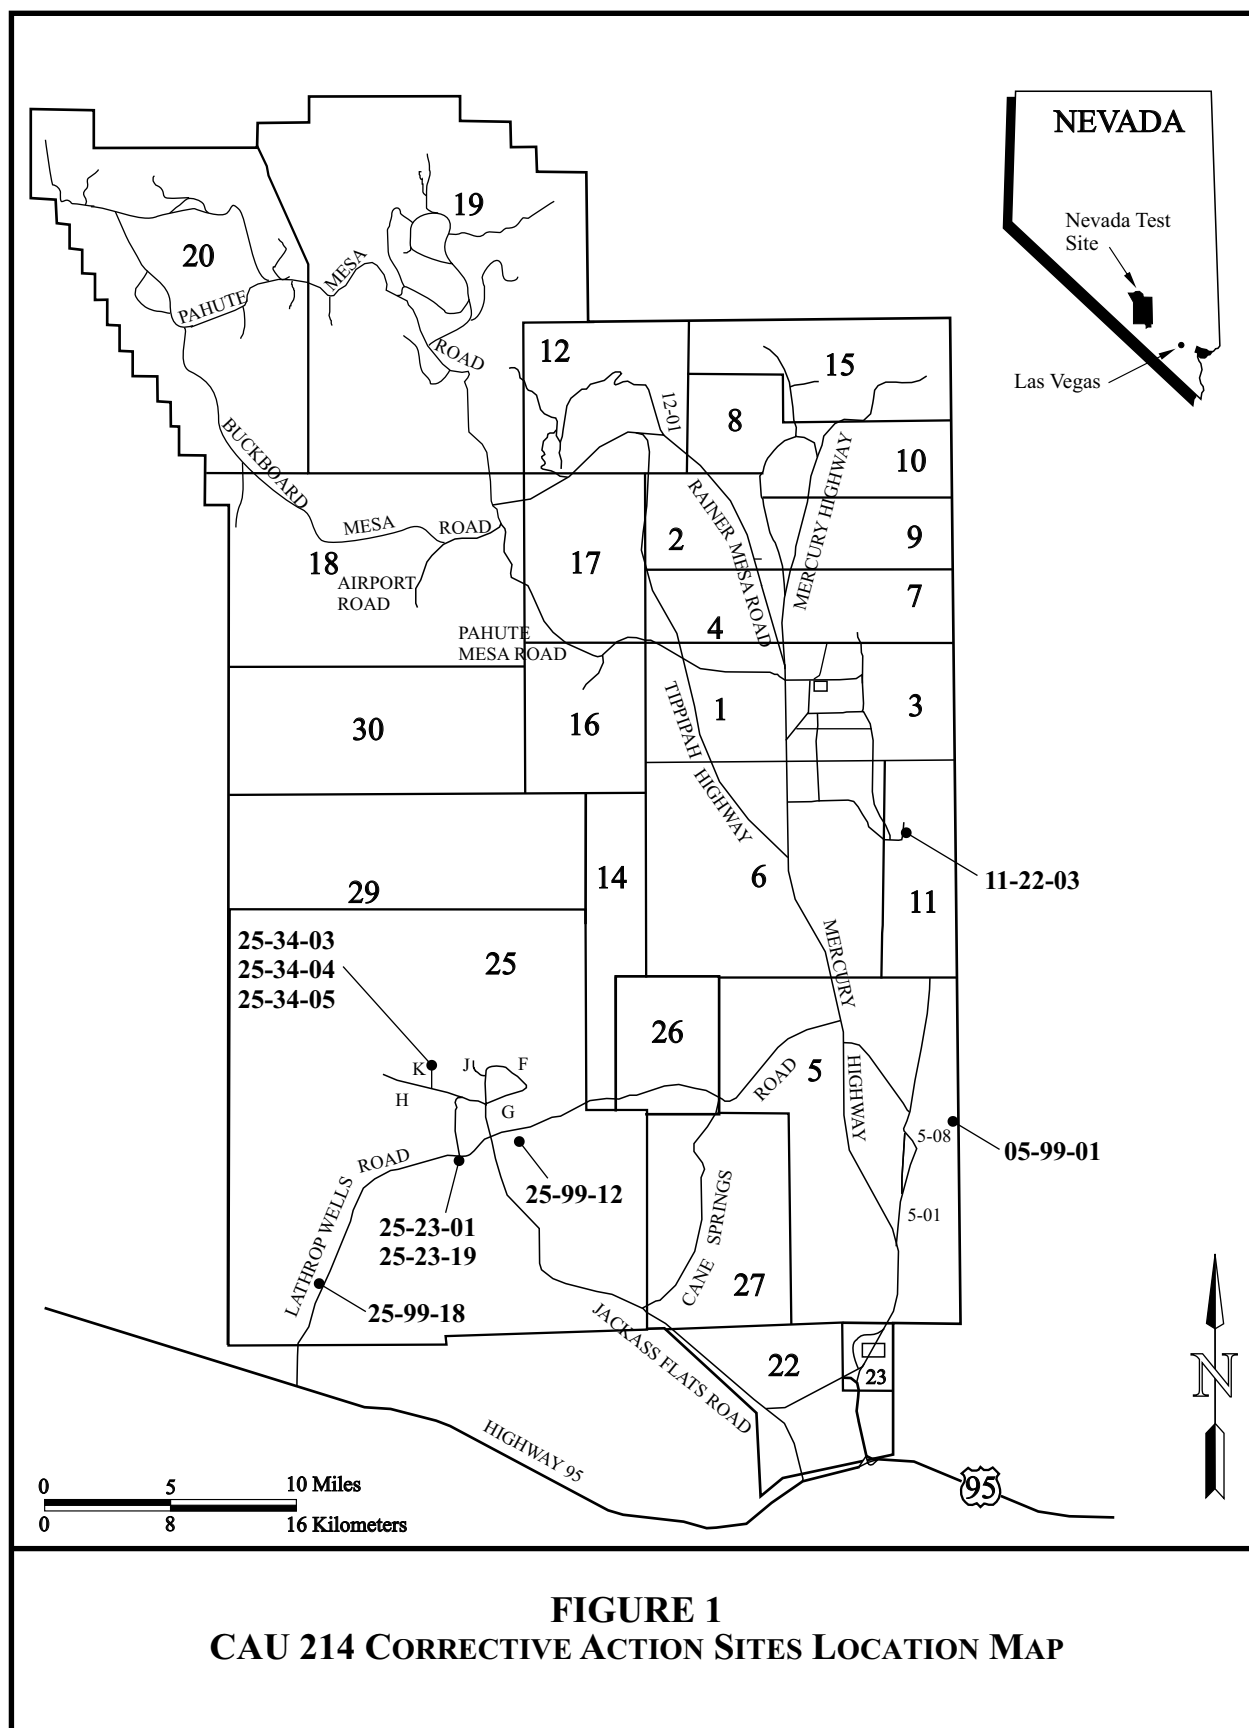 NEVADA
Nevada Test
Site
Las Vegas
19
20
MESA
PAHUTE
ROAD
12
15
12-01
8
BUCKBOARD
MERCURY HIGHWAY
10
RAINER MESA ROAD
MESA
ROAD
2
9
18
17
AIRPORT
ROAD
7
4
PAHUTE
MESA ROAD
TIPPIPAH HIGHWAY
1
3
30
16
14
6
11-22-03
29
11
25-34-03
25-34-04
25-34-05
25
MERCURY
26
K
J
F
H
G
ROAD
5
HIGHWAY
5-08
05-99-01
LATHROP WELLS ROAD
25-99-12
25-23-01
25-23-19
5-01
CANE SPRINGS
27
25-99-18
JACKASS FLATS ROAD
22
23
N
HIGHWAY 95
95
0 5 10 Miles
0 8 16 Kilometers
FIGURE 1
CAU 214 CORRECTIVE ACTION SITES LOCATION MAP